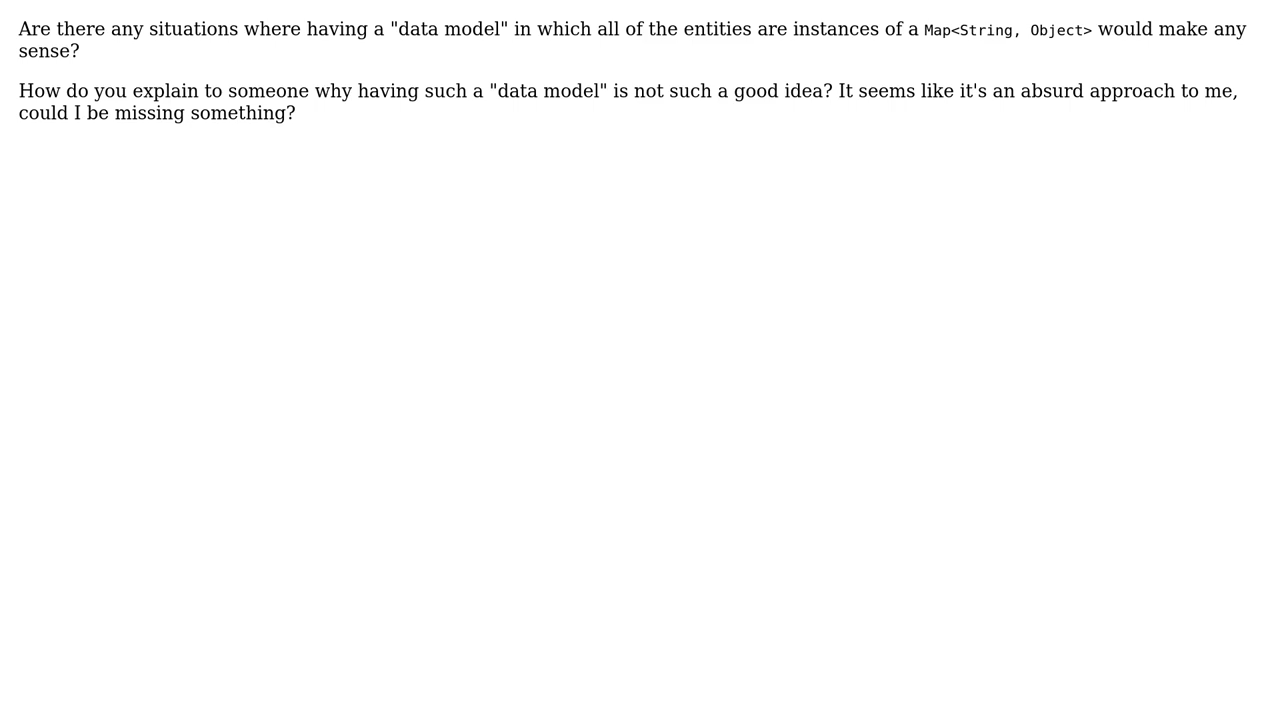 Are there any situations where having a "data model" in which all of the entities are instances of a Map<String, Object> would make any
sense?
How do you explain to someone why having such a "data model" is not such a good idea? It seems like it's an absurd approach to me,
could I be missing something?